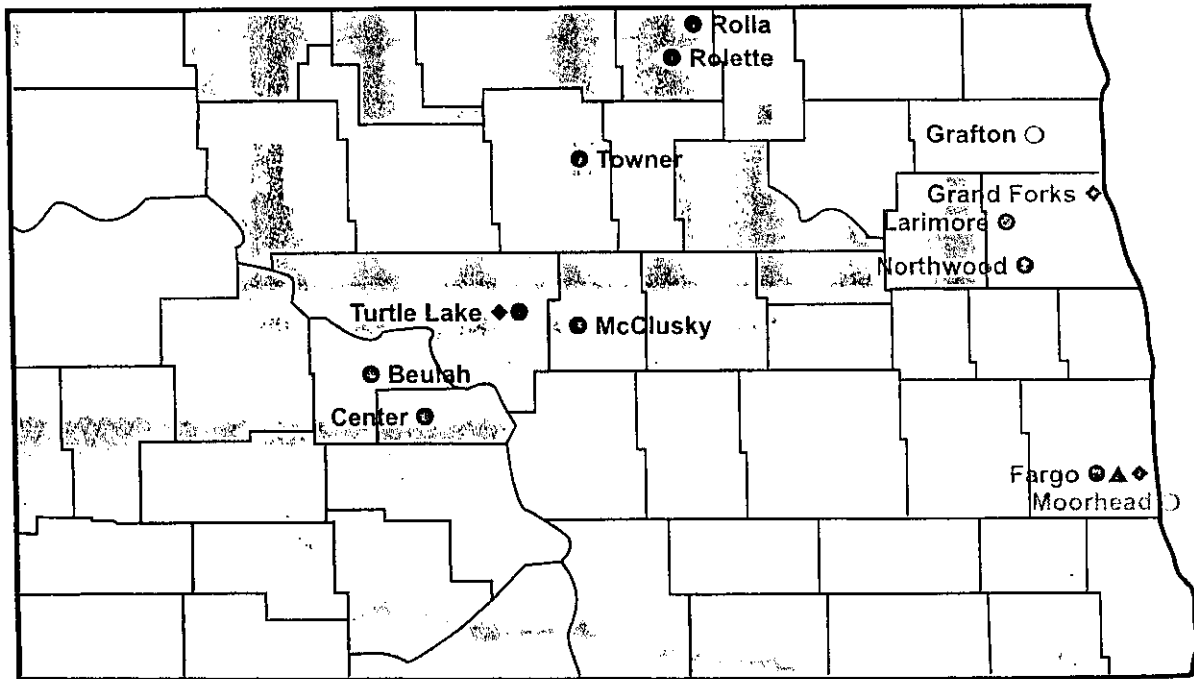 Rolla
Rolette
Grafton
Towner
Grand Forks
Larimore
Northwood
Turtle Lake
McClusky
Beulah
Center
Fargo
Moorhead